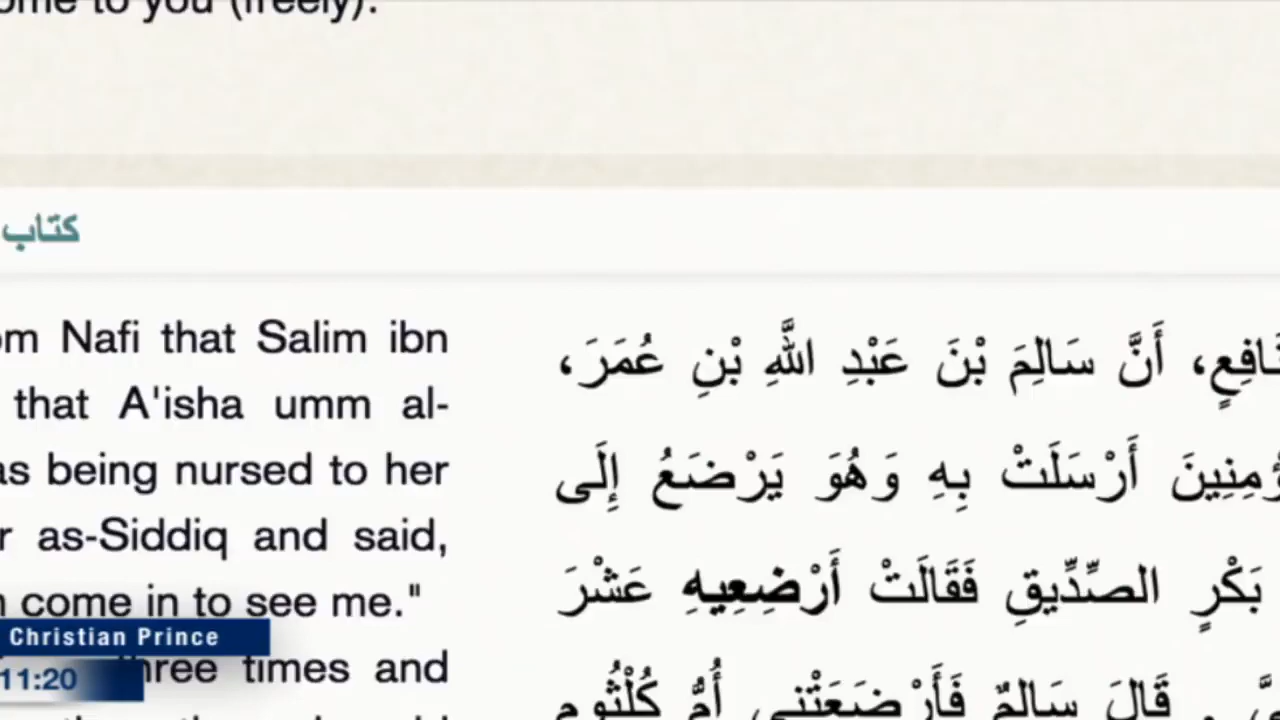 ome to you (freely).
كتاب
om Nafi that Salim ibn
that A'isha umm al-
as being nursed to her
r as-Siddiq and said,
n come in to see me."
three times and
نَافِعٍ، أَنَّ سَالِمَ بْنَ عَبْدِ اللَّهِ بْنِ عُمَرَ،
ؤْمِنِينَ أَرْسَلَتْ بِهِ وَهُوَ يَرْضَعُ إِلَى
بَكْرٍ الصِّدِّيقِ فَقَالَتْ أَرْضِعِيهِ عَشْرَ
قَالَ سَالِمٌ فَأَرْضَعَتْنِي أُمُّ كُلْثُومٍ
Christian Prince
11:20